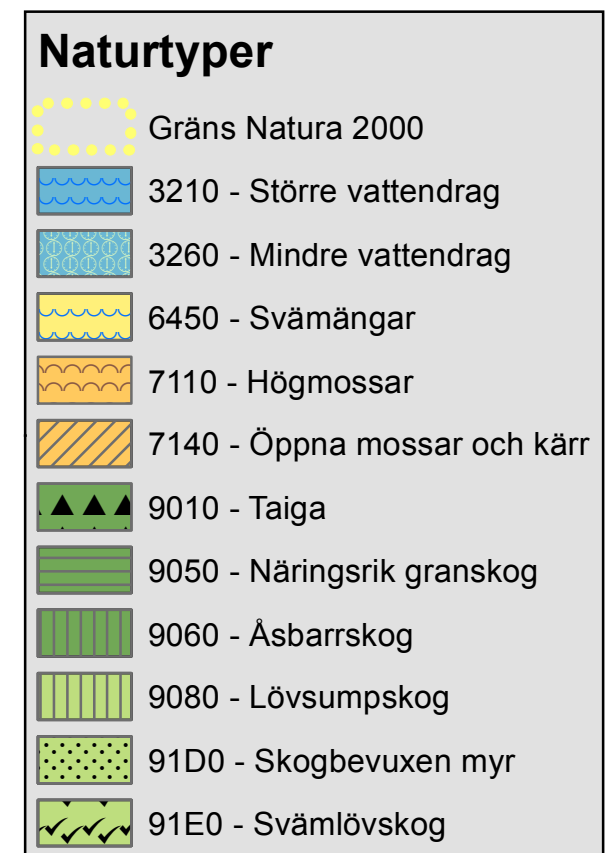 Naturtyper
Gräns Natura 2000
3210 - Större vattendrag
3260 - Mindre vattendrag
6450 - Svämängar
7110 - Högmossar
7140 - Öppna mossar och kärr
9010 - Taiga
9050 - Näringsrik granskog
9060 - Åsbarrskog
9080 - Lövsumpskog
91D0 - Skogbevuxen myr
91E0 - Svämlövskog